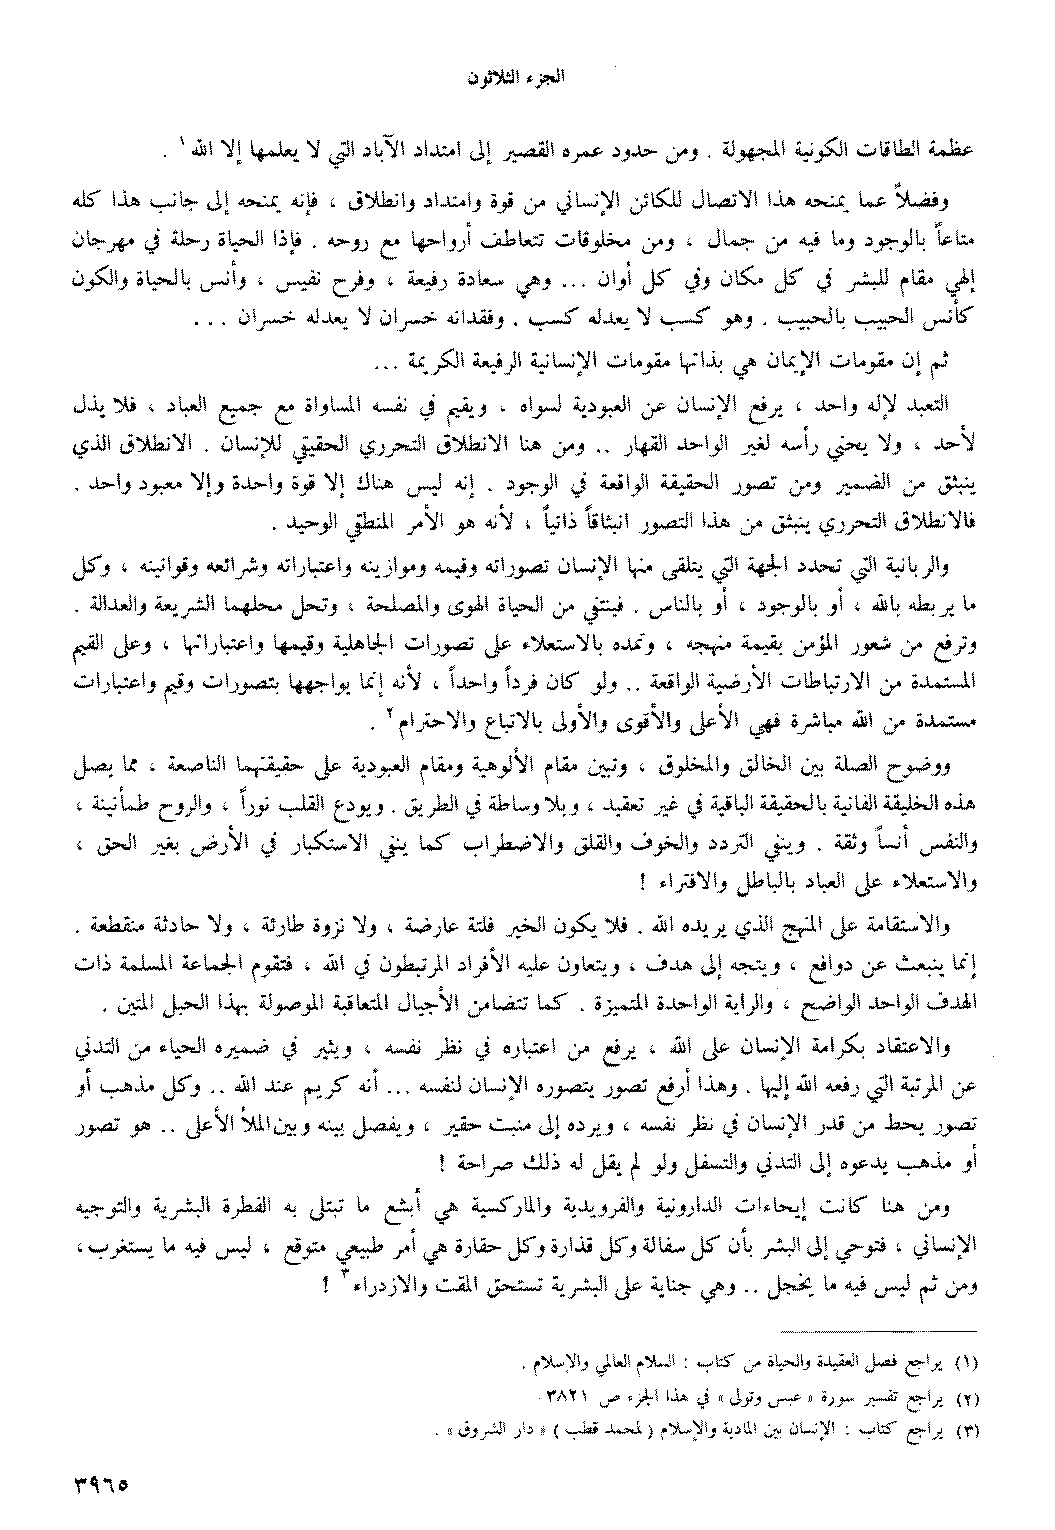 الجزء الثلاثون
عظمة الطاقات الكونية المجهولة . ومن حدود عمره القصير إلى امتداد الآباد التي لا يعلمها إلا الله ١ .
وفضلاً عما يمنحه هذا الاتصال للكائن الإنساني من قوة وامتداد وانطلاق ، فإنه يمنحه إلى جانب هذا كله
متاعاً بالوجود وما فيه من جمال ، ومن مخلوقات تتعاطف أرواحها مع روحه . فإذا الحياة رحلة في مهرجان
إلهي مقام للبشر في كل مكان وفي كل أوان ... وهي سعادة رفيعة ، وفرح نفيس ، وأنس بالحياة والكون
كأنس الحبيب بالحبيب . وهو كسب لا يعدله كسب . وفقدانه خسران لا يعدله خسران ...
ثم إن مقومات الإيمان هي بذاتها مقومات الإنسانية الرفيعة الكريمة ...
التعبد لإله واحد ، يرفع الإنسان عن العبودية لسواه ، ويقيم في نفسه المساواة مع جميع العباد ، فلا يذل
لأحد ، ولا يحني رأسه لغير الواحد القهار .. ومن هنا الانطلاق التحرري الحقيقي للإنسان . الانطلاق الذي
ينبثق من الضمير ومن تصور الحقيقة الواقعة في الوجود . إنه ليس هناك إلا قوة واحدة وإلا معبود واحد .
فالانطلاق التحرري ينبثق من هذا التصور انبثاقاً ذاتياً ، لأنه هو الأمر المنطقي الوحيد .
والربانية التي تحدد الجهة التي يتلقى منها الإنسان تصوراته وقيمه وموازينه واعتباراته وشرائعه وقوانينه ، وكل
ما يربطه بالله ، أو بالوجود ، أو بالناس . فينتفي من الحياة الهوى والمصلحة ، وتحل محلهما الشريعة والعدالة .
وترفع من شعور المؤمن بقيمة منهجه ، وتمده بالاستعلاء على تصورات الجاهلية وقيمها واعتباراتها ، وعلى القيم
المستمدة من الارتباطات الأرضية الواقعة .. ولو كان فرداً واحداً ، لأنه إنما يواجهها بتصورات وقيم واعتبارات
مستمدة من الله مباشرة فهي الأعلى والأقوى والأولى بالاتباع والاحترام ٢ .
ووضوح الصلة بين الخالق والمخلوق ، وتبين مقام الألوهية ومقام العبودية على حقيقتهما الناصعة ، مما يصل
هذه الخليقة الفانية بالحقيقة الباقية في غير تعقيد ، وبلا وساطة في الطريق . ويودع القلب نوراً ، والروح طمأنينة ،
والنفس أنساً وثقة . وينفي التردد والخوف والقلق والاضطراب كما ينفي الاستكبار في الأرض بغير الحق ،
والاستعلاء على العباد بالباطل والافتراء !
والاستقامة على المنهج الذي يريده الله . فلا يكون الخير فلتة عارضة ، ولا نزوة طارئة ، ولا حادثة منقطعة .
إنما ينبعث عن دوافع ، ويتجه إلى هدف ، ويتعاون عليه الأفراد المرتبطون في الله ، فتقوم الجماعة المسلمة ذات
الهدف الواحد الواضح ، والراية الواحدة المتميزة . كما تتضامن الأجيال المتعاقبة الموصولة بهذا الحبل المتين .
والاعتقاد بكرامة الإنسان على الله ، يرفع من اعتباره في نظر نفسه ، ويثير في ضميره الحياء من التدني
عن المرتبة التي رفعه الله إليها . وهذا أرفع تصور يتصوره الإنسان لنفسه ... أنه كريم عند الله .. وكل مذهب أو
تصور يحط من قدر الإنسان في نظر نفسه ، ويرده إلى منبت حقير ، ويفصل بينه وبين الملأ الأعلى .. هو تصور
أو مذهب يدعوه إلى التدني والتسفل ولو لم يقل له ذلك صراحة !
ومن هنا كانت إيحاءات الدارونية والفرويدية والماركسية هي أبشع ما تبتلى به الفطرة البشرية والتوجيه
الإنساني ، فتوحي إلى البشر بأن كل سفالة وكل قذارة وكل حقارة هي أمر طبيعي متوقع ، ليس فيه ما يستغرب ،
ومن ثم ليس فيه ما يخجل .. وهي جناية على البشرية تستحق المقت والازدراء ٣ !
(١) يراجع فصل العقيدة والحياة من كتاب : السلام العالمي والإسلام .
(٢) يراجع تفسير سورة « عبس وتولى » في هذا الجزء ص ٣٨٢١ .
(٣) يراجع كتاب : الإنسان بين المادية والإسلام ( لمحمد قطب ) « دار الشروق » .
٣٩٦٥